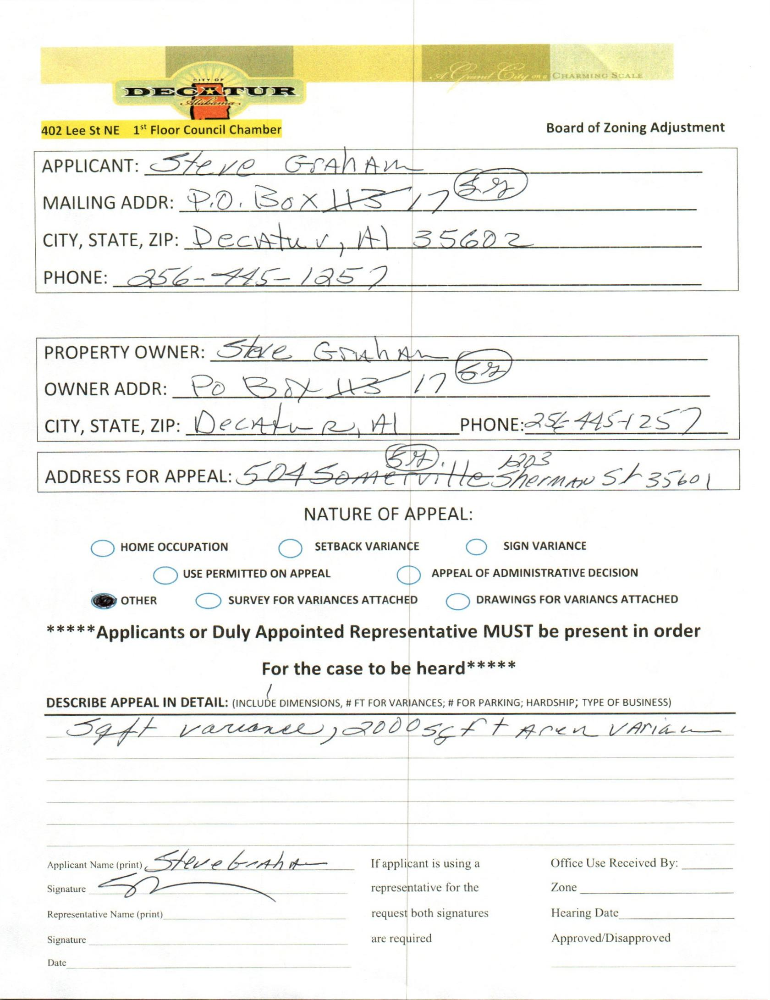 CITY OF
DECATUR
Alabama
A Grand City on a CHARMING SCALE
402 Lee St NE 1st Floor Council Chamber
Board of Zoning Adjustment
APPLICANT: Steve Graham
MAILING ADDR: P.O. Box 113 17 SG
CITY, STATE, ZIP: Decatur, Al 35602
PHONE: 256-445-1257
PROPERTY OWNER: Steve Graham
OWNER ADDR: Po Box 113 17 SG
CITY, STATE, ZIP: Decatur, Al PHONE: 256-445-1257
SG 1203
ADDRESS FOR APPEAL: 504 Somerville Sherman St 35601
NATURE OF APPEAL:
HOME OCCUPATION SETBACK VARIANCE SIGN VARIANCE
USE PERMITTED ON APPEAL APPEAL OF ADMINISTRATIVE DECISION
OTHER SURVEY FOR VARIANCES ATTACHED DRAWINGS FOR VARIANCS ATTACHED
*****Applicants or Duly Appointed Representative MUST be present in order
For the case to be heard*****
DESCRIBE APPEAL IN DETAIL: (INCLUDE DIMENSIONS, # FT FOR VARIANCES; # FOR PARKING; HARDSHIP; TYPE OF BUSINESS)
Sqft variance, 2000 sqft Area Varian
Applicant Name (print) Steve Graham If applicant is using a Office Use Received By:
Signature representative for the Zone
Representative Name (print) request both signatures Hearing Date
Signature are required Approved/Disapproved
Date